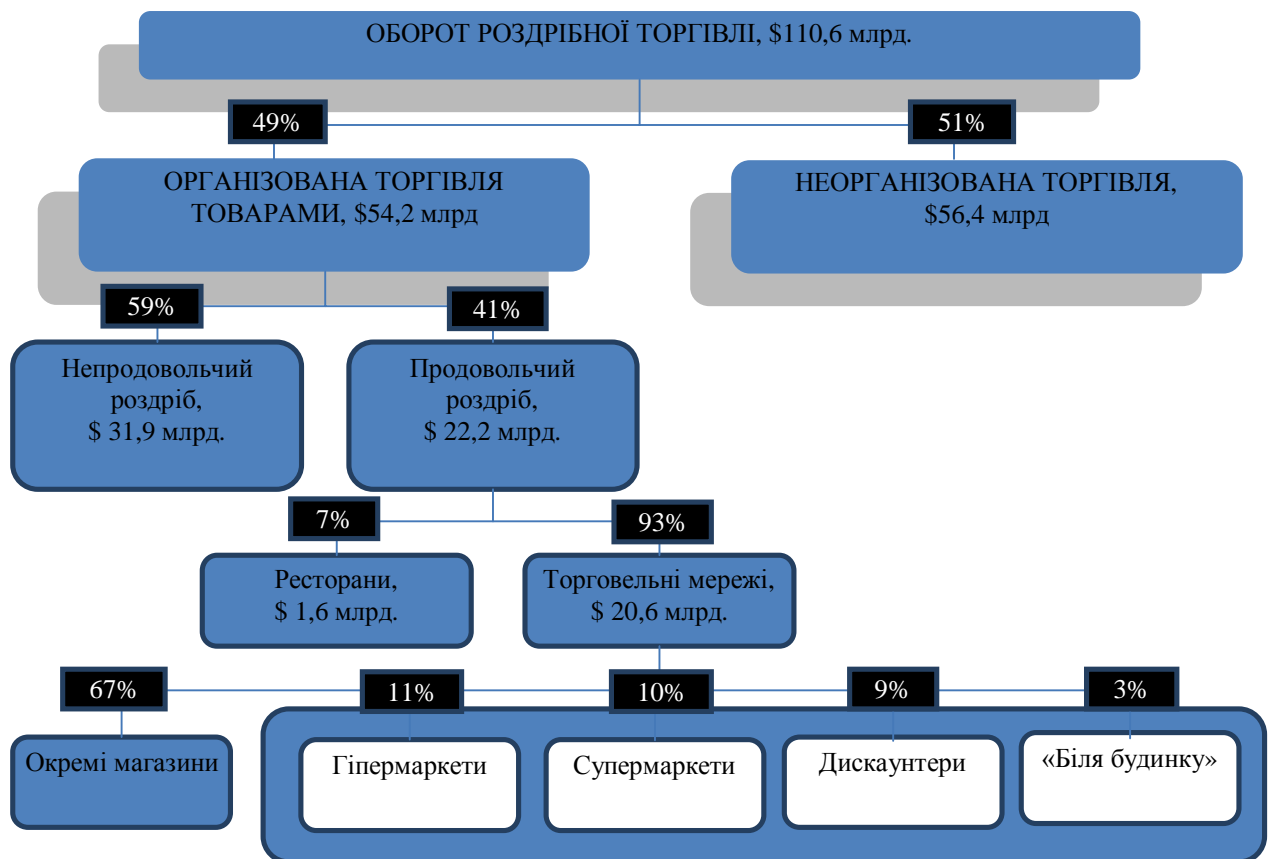 ОБОРОТ РОЗДРІБНОЇ ТОРГІВЛІ, $110,6 млрд.
49%
51%
ОРГАНІЗОВАНА ТОРГІВЛЯ
ТОВАРАМИ, $54,2 млрд
НЕОРГАНІЗОВАНА ТОРГІВЛЯ,
$56,4 млрд
59%
41%
Непродовольчий
роздріб,
$ 31,9 млрд.
Продовольчий
роздріб,
$ 22,2 млрд.
7%
93%
Ресторани,
$ 1,6 млрд.
Торговельні мережі,
$ 20,6 млрд.
67%
11%
10%
9%
3%
Окремі магазини
Гіпермаркети
Супермаркети
Дискаунтери
«Біля будинку»